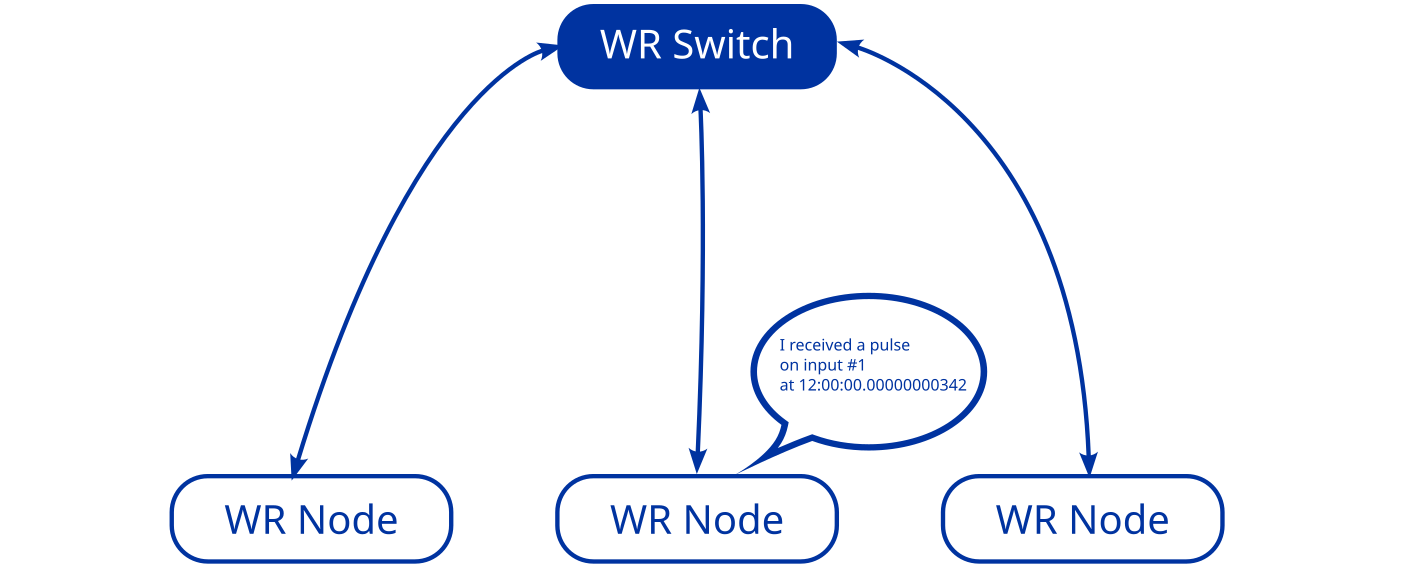 WR Switch
I received a pulse
on input #1
at 12:00:00.00000000342
WR Node
WR Node
WR Node